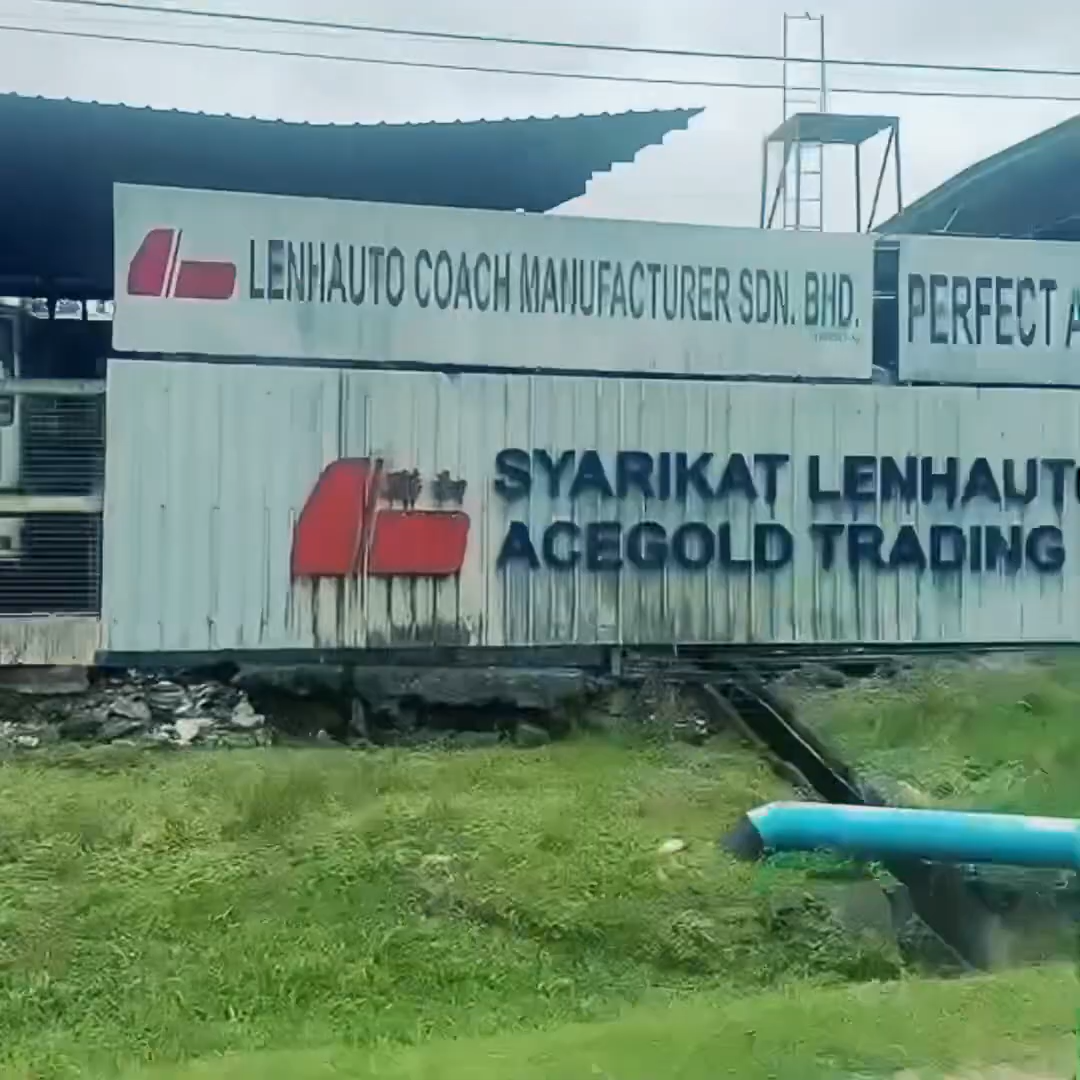 LENHAUTO COACH MANUFACTURER SDN. BHD.
PERFECT
SYARIKAT LENHAUTO
ACEGOLD TRADING